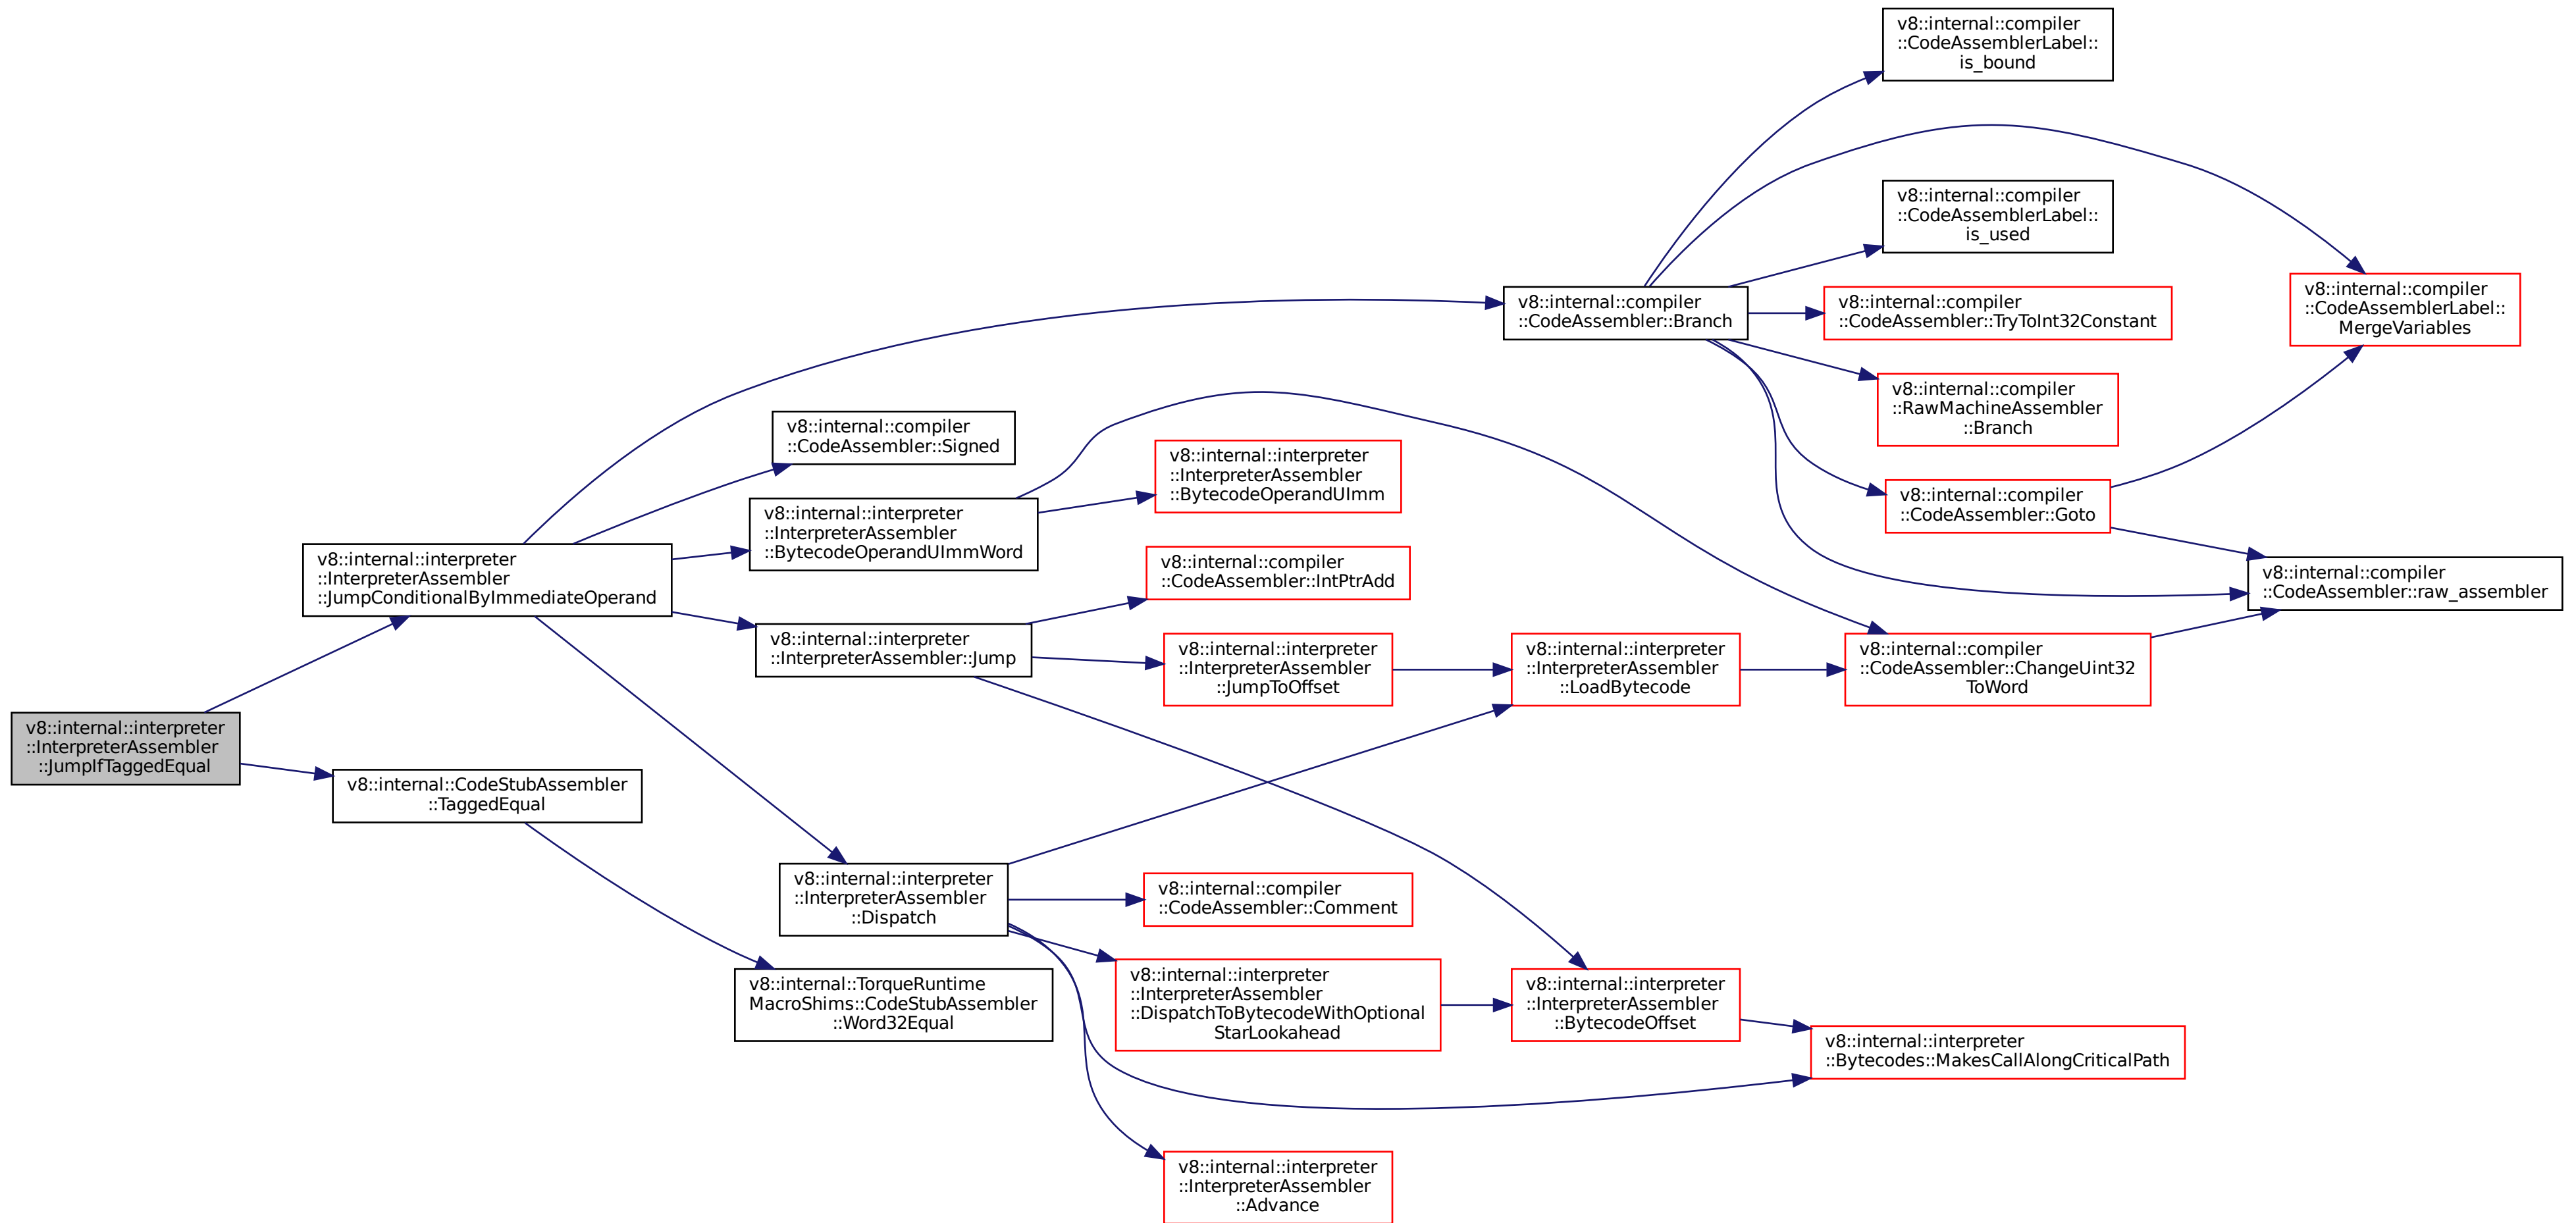 v8::internal::interpreter
::InterpreterAssembler
::JumpIfTaggedEqual
v8::internal::interpreter
::InterpreterAssembler
::JumpConditionalByImmediateOperand
v8::internal::CodeStubAssembler
::TaggedEqual
v8::internal::compiler
::CodeAssembler::Signed
v8::internal::interpreter
::InterpreterAssembler
::BytecodeOperandUImmWord
v8::internal::interpreter
::InterpreterAssembler::Jump
v8::internal::interpreter
::InterpreterAssembler
::Dispatch
v8::internal::TorqueRuntime
MacroShims::CodeStubAssembler
::Word32Equal
v8::internal::interpreter
::InterpreterAssembler
::BytecodeOperandUImm
v8::internal::compiler
::CodeAssembler::IntPtrAdd
v8::internal::interpreter
::InterpreterAssembler
::JumpToOffset
v8::internal::compiler
::CodeAssembler::Comment
v8::internal::interpreter
::InterpreterAssembler
::DispatchToBytecodeWithOptional
StarLookahead
v8::internal::interpreter
::InterpreterAssembler
::Advance
v8::internal::compiler
::CodeAssembler::Branch
v8::internal::interpreter
::InterpreterAssembler
::LoadBytecode
v8::internal::interpreter
::InterpreterAssembler
::BytecodeOffset
v8::internal::compiler
::CodeAssemblerLabel::
is_bound
v8::internal::compiler
::CodeAssemblerLabel::
is_used
v8::internal::compiler
::CodeAssembler::TryToInt32Constant
v8::internal::compiler
::RawMachineAssembler
::Branch
v8::internal::compiler
::CodeAssembler::Goto
v8::internal::compiler
::CodeAssembler::ChangeUint32
ToWord
v8::internal::interpreter
::Bytecodes::MakesCallAlongCriticalPath
v8::internal::compiler
::CodeAssemblerLabel::
MergeVariables
v8::internal::compiler
::CodeAssembler::raw_assembler